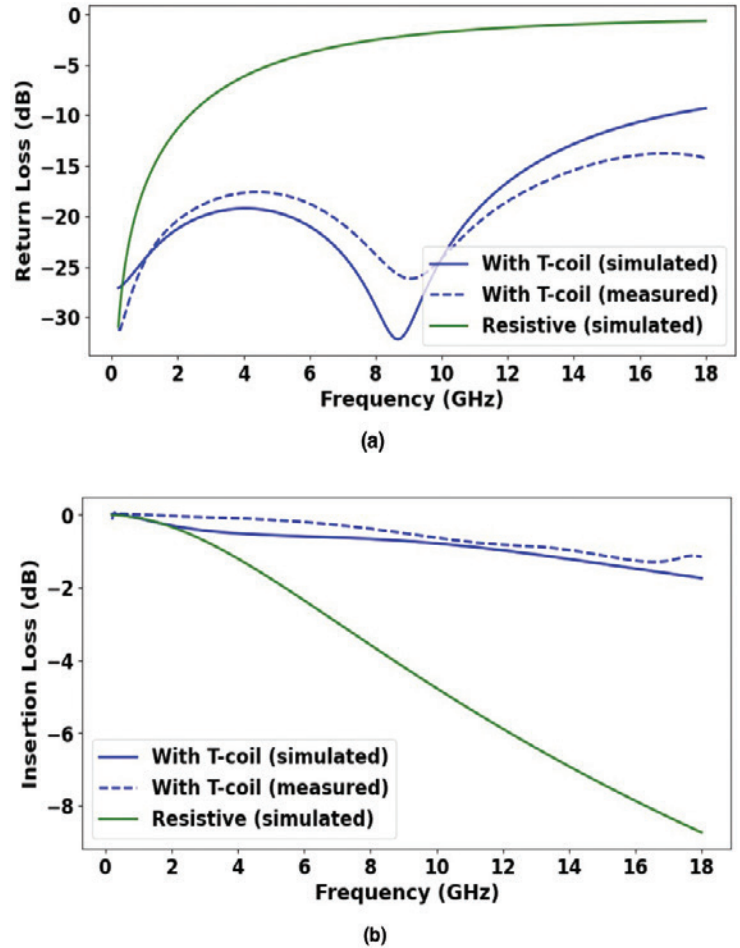 0
−5
−10
−15
−20
−25
−30
Return Loss (dB)
With T-coil (simulated)
With T-coil (measured)
Resistive (simulated)
0 2 4 6 8 10 12 14 16 18
Frequency (GHz)
(a)
0
−2
−4
−6
−8
Insertion Loss (dB)
With T-coil (simulated)
With T-coil (measured)
Resistive (simulated)
0 2 4 6 8 10 12 14 16 18
Frequency (GHz)
(b)